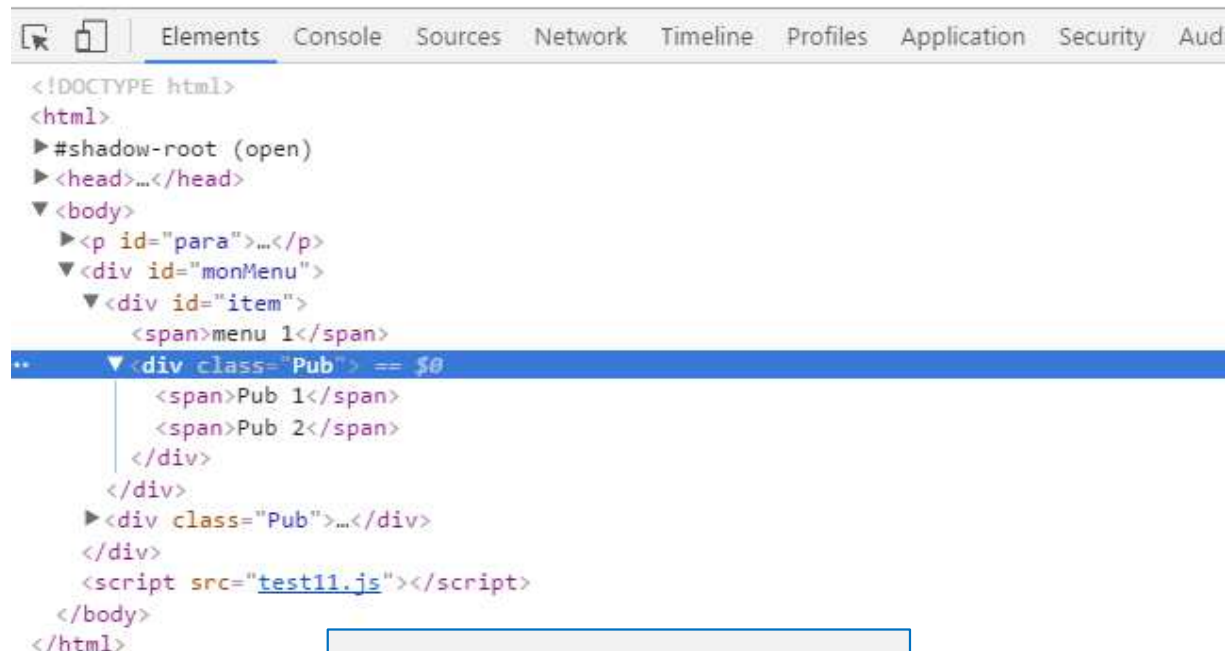 Elements Console Sources Network Timeline Profiles Application Security Aud
<!DOCTYPE html>
<html>
▶#shadow-root (open)
▶<head>…</head>
▼<body>
▶<p id="para">…</p>
▼<div id="monMenu">
▼<div id="item">
<span>menu 1</span>
▼<div class="Pub"> == $0
<span>Pub 1</span>
<span>Pub 2</span>
</div>
</div>
▶<div class="Pub">…</div>
</div>
<script src="test11.js"></script>
</body>
</html>